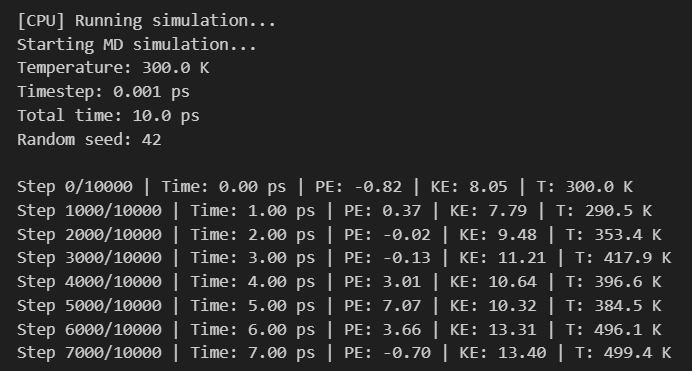 [CPU] Running simulation...
Starting MD simulation...
Temperature: 300.0 K
Timestep: 0.001 ps
Total time: 10.0 ps
Random seed: 42
Step 0/10000 | Time: 0.00 ps | PE: -0.82 | KE: 8.05 | T: 300.0 K
Step 1000/10000 | Time: 1.00 ps | PE: 0.37 | KE: 7.79 | T: 290.5 K
Step 2000/10000 | Time: 2.00 ps | PE: -0.02 | KE: 9.48 | T: 353.4 K
Step 3000/10000 | Time: 3.00 ps | PE: -0.13 | KE: 11.21 | T: 417.9 K
Step 4000/10000 | Time: 4.00 ps | PE: 3.01 | KE: 10.64 | T: 396.6 K
Step 5000/10000 | Time: 5.00 ps | PE: 7.07 | KE: 10.32 | T: 384.5 K
Step 6000/10000 | Time: 6.00 ps | PE: 3.66 | KE: 13.31 | T: 496.1 K
Step 7000/10000 | Time: 7.00 ps | PE: -0.70 | KE: 13.40 | T: 499.4 K